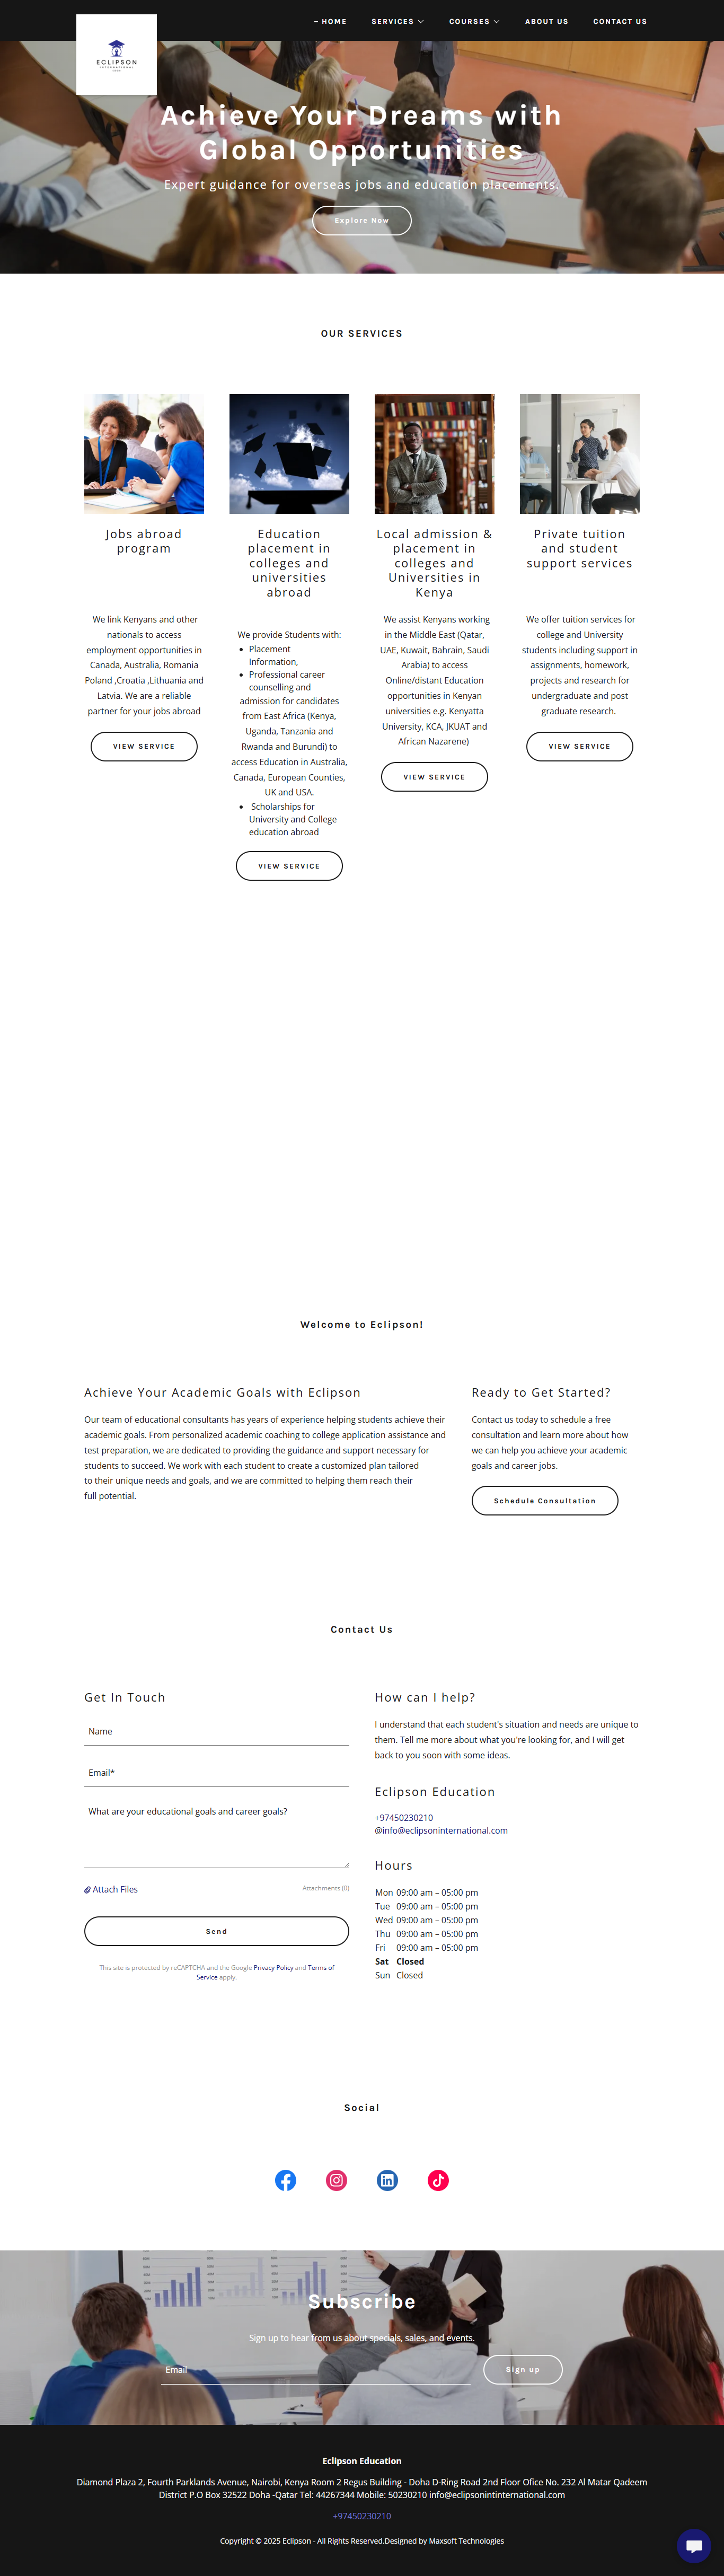 ECLIPSON
INTERNATIONAL
HOME
SERVICES
COURSES
ABOUT US
CONTACT US
Achieve Your Dreams with
Global Opportunities
Expert guidance for overseas jobs and education placements.
Explore Now
OUR SERVICES
Jobs abroad
program
We link Kenyans and other
nationals to access
employment opportunities in
Canada, Australia, Romania
Poland ,Croatia ,Lithuania and
Latvia. We are a reliable
partner for your jobs abroad
VIEW SERVICE
Education
placement in
colleges and
universities
abroad
We provide Students with:
• Placement
Information,
• Professional career
counselling and
admission for candidates
from East Africa (Kenya,
Uganda, Tanzania and
Rwanda and Burundi) to
access Education in Australia,
Canada, European Counties,
UK and USA.
• Scholarships for
University and College
education abroad
VIEW SERVICE
Local admission &
placement in
colleges and
Universities in
Kenya
We assist Kenyans working
in the Middle East (Qatar,
UAE, Kuwait, Bahrain, Saudi
Arabia) to access
Online/distant Education
opportunities in Kenyan
universities e.g. Kenyatta
University, KCA, JKUAT and
African Nazarene)
VIEW SERVICE
Private tuition
and student
support services
We offer tuition services for
college and University
students including support in
assignments, homework,
projects and research for
undergraduate and post
graduate research.
VIEW SERVICE
Welcome to Eclipson!
Achieve Your Academic Goals with Eclipson
Our team of educational consultants has years of experience helping students achieve their
academic goals. From personalized academic coaching to college application assistance and
test preparation, we are dedicated to providing the guidance and support necessary for
students to succeed. We work with each student to create a customized plan tailored
to their unique needs and goals, and we are committed to helping them reach their
full potential.
Ready to Get Started?
Contact us today to schedule a free
consultation and learn more about how
we can help you achieve your academic
goals and career jobs.
Schedule Consultation
Contact Us
Get In Touch
Name
Email*
What are your educational goals and career goals?
Attach Files
Attachments (0)
Send
This site is protected by reCAPTCHA and the Google Privacy Policy and Terms of
Service apply.
How can I help?
I understand that each student's situation and needs are unique to
them. Tell me more about what you're looking for, and I will get
back to you soon with some ideas.
Eclipson Education
+97450230210
@info@eclipsoninternational.com
Hours
Mon 09:00 am – 05:00 pm
Tue 09:00 am – 05:00 pm
Wed 09:00 am – 05:00 pm
Thu 09:00 am – 05:00 pm
Fri 09:00 am – 05:00 pm
Sat Closed
Sun Closed
Social
Subscribe
Sign up to hear from us about specials, sales, and events.
Email
Sign up
Eclipson Education
Diamond Plaza 2, Fourth Parklands Avenue, Nairobi, Kenya Room 2 Regus Building - Doha D-Ring Road 2nd Floor Ofice No. 232 Al Matar Qadeem
District P.O Box 32522 Doha -Qatar Tel: 44267344 Mobile: 50230210 info@eclipsonintinternational.com
+97450230210
Copyright © 2025 Eclipson - All Rights Reserved.Designed by Maxsoft Technologies